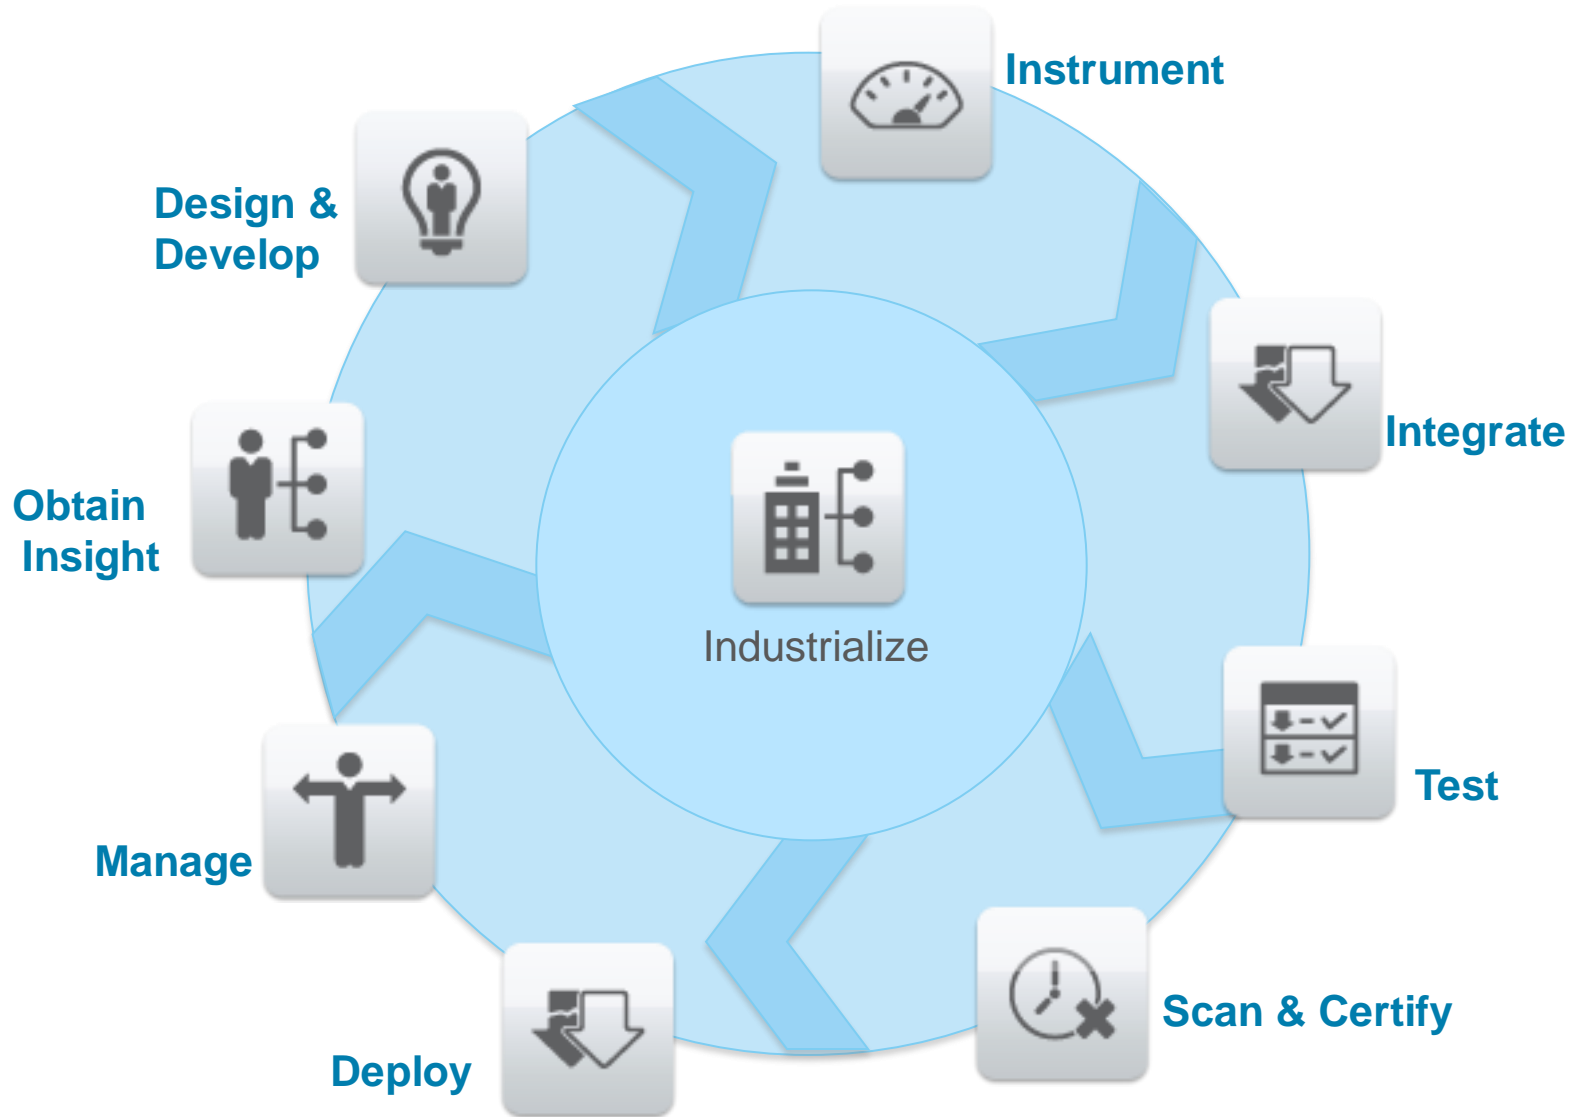 Instrument
Design &
Develop
Integrate
Obtain
Insight
Industrialize
Test
Manage
Scan & Certify
Deploy